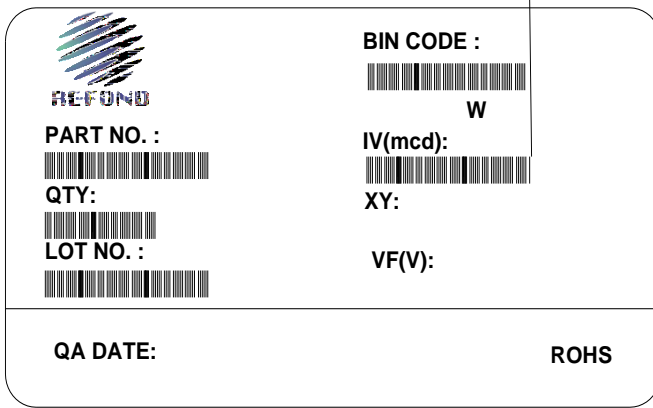 REFOND
PART NO. :
QTY:
LOT NO. :
BIN CODE :
W
IV(mcd):
XY:
VF(V):
QA DATE:
ROHS